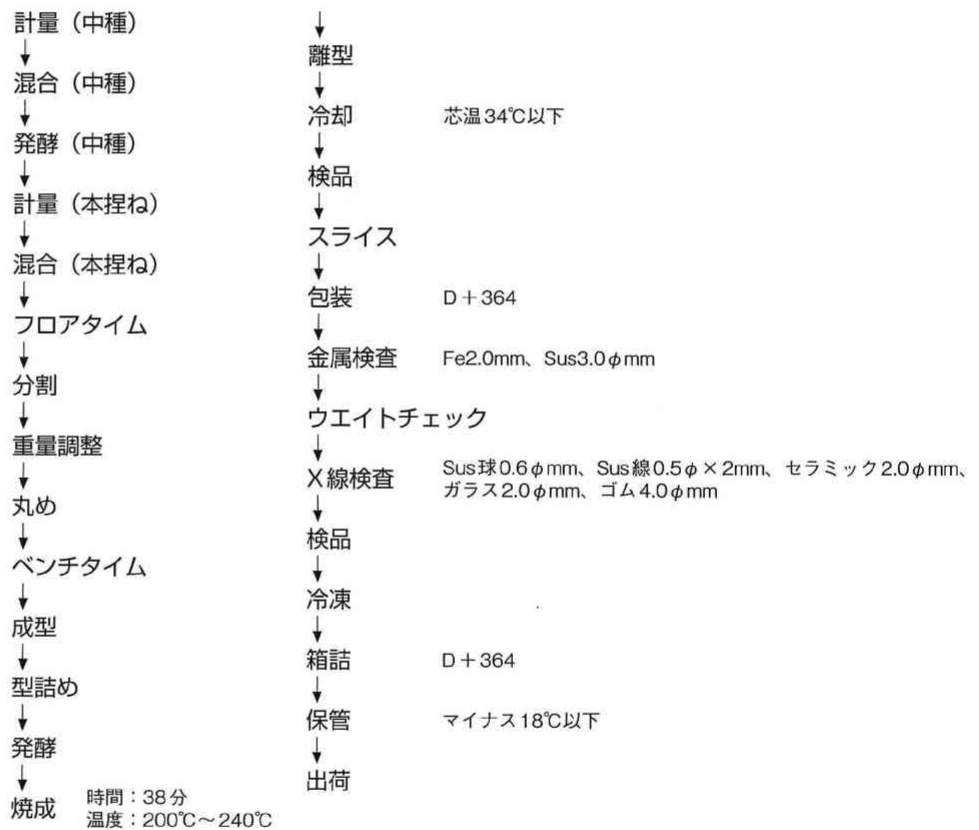 計量（中種）
↓
混合（中種）
↓
発酵（中種）
↓
計量（本捏ね）
↓
混合（本捏ね）
↓
フロアタイム
↓
分割
↓
重量調整
↓
丸め
↓
ベンチタイム
↓
成型
↓
型詰め
↓
発酵
↓
焼成 時間：38分
温度：200℃～240℃
↓
離型
↓
冷却 芯温34℃以下
↓
検品
↓
スライス
↓
包装 D＋364
↓
金属検査 Fe2.0mm、Sus3.0φmm
↓
ウエイトチェック
↓
X線検査 Sus球0.6φmm、Sus線0.5φ×2mm、セラミック2.0φmm、
ガラス2.0φmm、ゴム4.0φmm
↓
検品
↓
冷凍
↓
箱詰 D＋364
↓
保管 マイナス18℃以下
↓
出荷